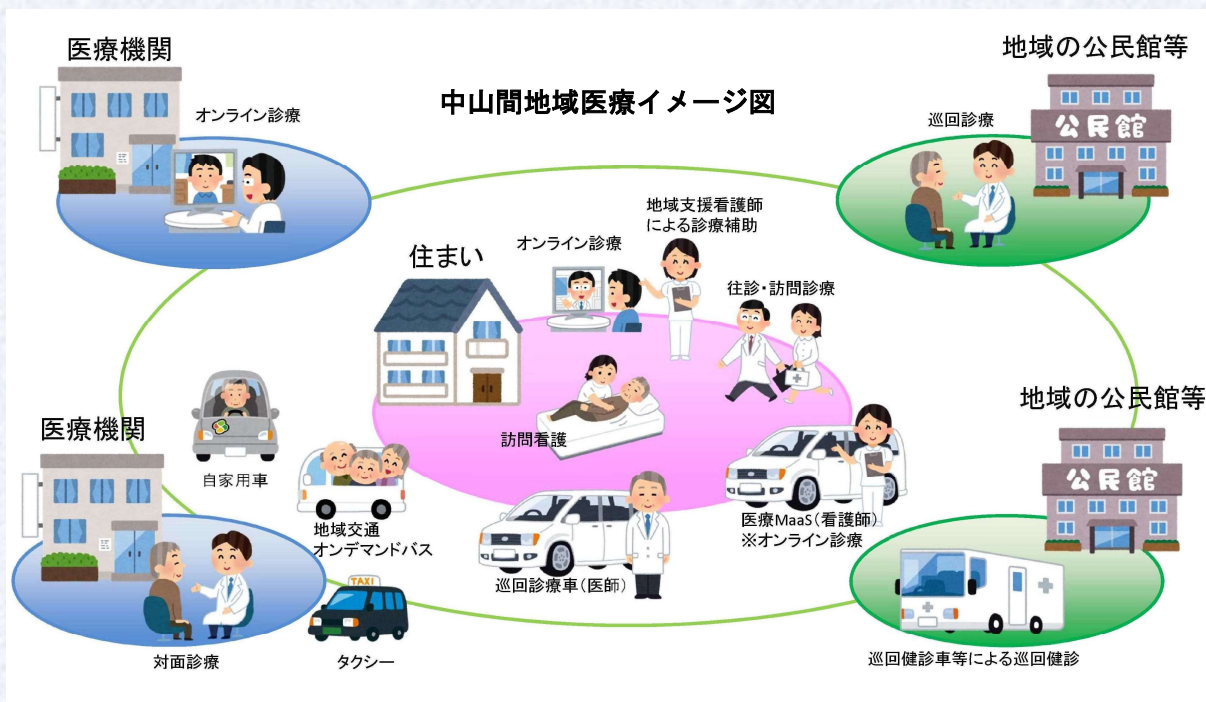 中山間地域医療イメージ図
医療機関
オンライン診療
地域の公民館等
巡回診療
公民館
住まい
オンライン診療
地域支援看護師
による診療補助
往診・訪問診療
訪問看護
自家用車
地域交通
オンデマンドバス
巡回診療車(医師)
医療MaaS(看護師)
※オンライン診療
医療機関
対面診療
TAXI
タクシー
地域の公民館等
公民館
巡回健診車等による巡回健診